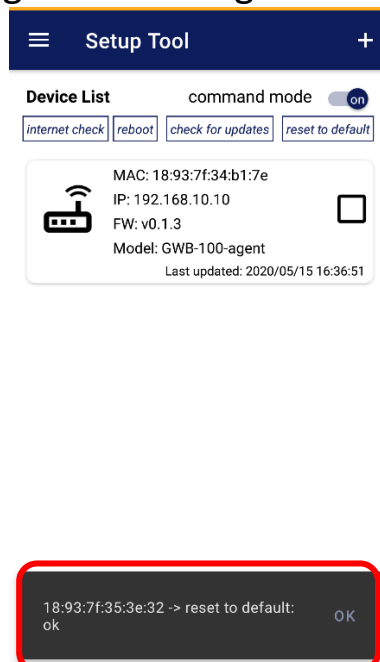 Setup Tool +
Device List command mode on
internet check reboot check for updates reset to default
MAC: 18:93:7f:34:b1:7e
IP: 192.168.10.10
FW: v0.1.3
Model: GWB-100-agent
Last updated: 2020/05/15 16:36:51
18:93:7f:35:3e:32 -> reset to default:
ok
OK